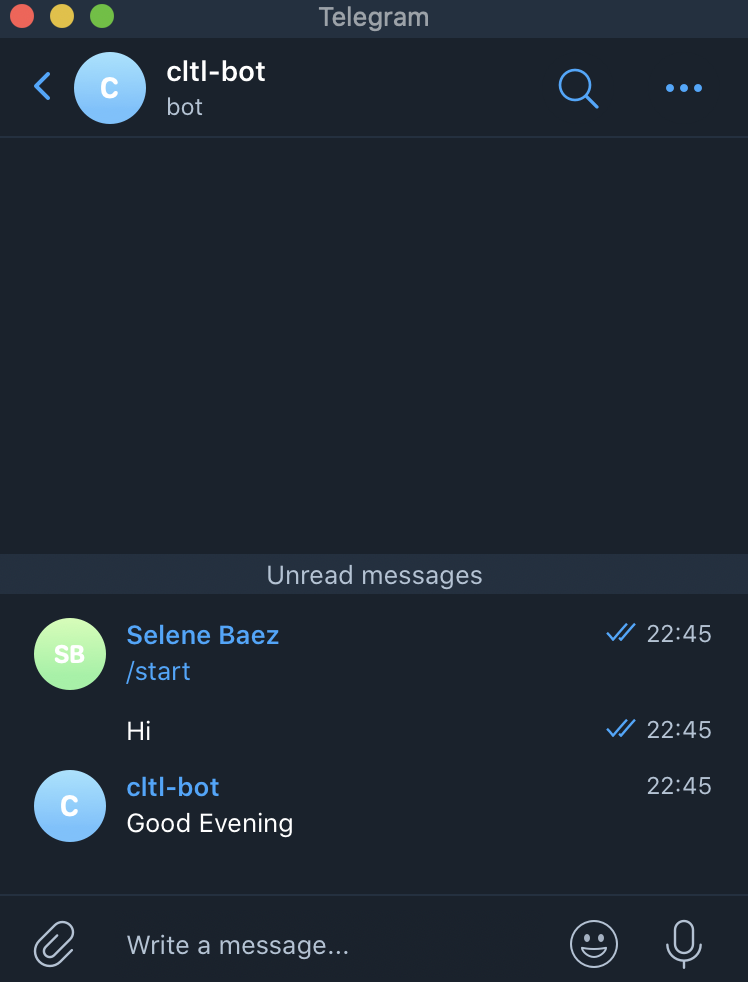 Telegram
C
cltl-bot
bot
Unread messages
SB
Selene Baez
22:45
/start
Hi
22:45
C
cltl-bot
22:45
Good Evening
Write a message...